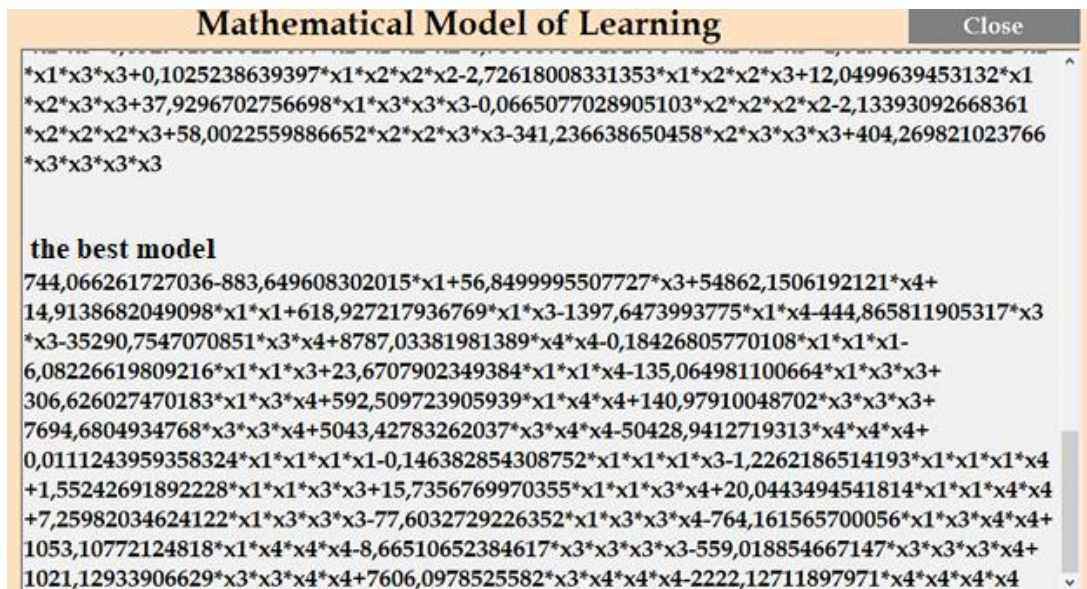 Mathematical Model of Learning
Close
*x1*x3*x3+0,1025238639397*x1*x2*x2*x2-2,72618008331353*x1*x2*x2*x3+12,0499639453132*x1
*x2*x3*x3+37,9296702756698*x1*x3*x3*x3-0,0665077028905103*x2*x2*x2*x2-2,13393092668361
*x2*x2*x2*x3+58,0022559886652*x2*x2*x3*x3-341,236638650458*x2*x3*x3*x3+404,269821023766
*x3*x3*x3*x3
the best model
744,066261727036-883,649608302015*x1+56,8499995507727*x3+54862,1506192121*x4+
14,9138682049098*x1*x1+618,927217936769*x1*x3-1397,6473993775*x1*x4-444,865811905317*x3
*x3-35290,7547070851*x3*x4+8787,03381981389*x4*x4-0,18426805770108*x1*x1*x1-
6,08226619809216*x1*x1*x3+23,6707902349384*x1*x1*x4-135,064981100664*x1*x3*x3+
306,626027470183*x1*x3*x4+592,509723905939*x1*x4*x4+140,97910048702*x3*x3*x3+
7694,6804934768*x3*x3*x4+5043,42783262037*x3*x4*x4-50428,9412719313*x4*x4*x4+
0,0111243959358324*x1*x1*x1*x1-0,146382854308752*x1*x1*x1*x3-1,2262186514193*x1*x1*x1*x4
+1,55242691892228*x1*x1*x3*x3+15,7356769970355*x1*x1*x3*x4+20,0443494541814*x1*x1*x4*x4
+7,25982034624122*x1*x3*x3*x3-77,6032729226352*x1*x3*x3*x4-764,161565700056*x1*x3*x4*x4+
1053,10772124818*x1*x4*x4*x4-8,66510652384617*x3*x3*x3*x3-559,018854667147*x3*x3*x3*x4+
1021,12933906629*x3*x3*x4*x4+7606,0978525582*x3*x4*x4*x4-2222,12711897971*x4*x4*x4*x4